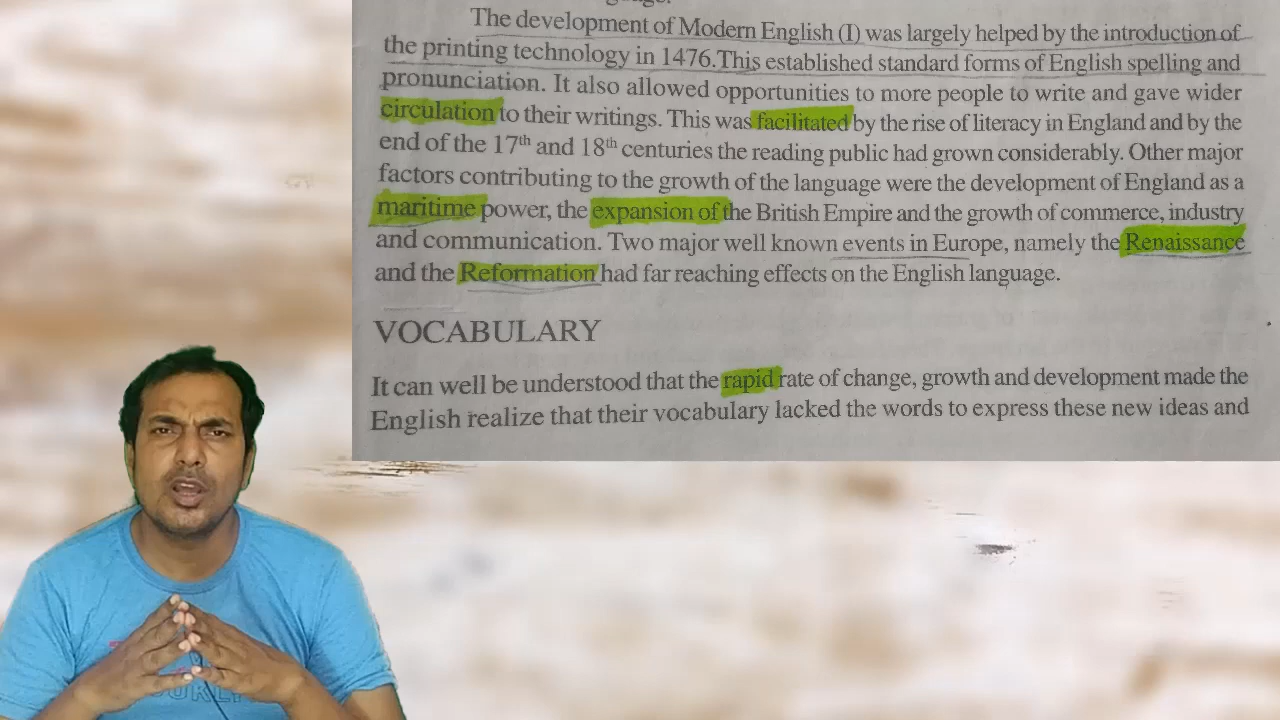 The development of Modern English (I) was largely helped by the introduction of
the printing technology in 1476.This established standard forms of English spelling and
pronunciation. It also allowed opportunities to more people to write and gave wider
circulation to their writings. This was facilitated by the rise of literacy in England and by the
end of the 17th and 18th centuries the reading public had grown considerably. Other major
factors contributing to the growth of the language were the development of England as a
maritime power, the expansion of the British Empire and the growth of commerce, industry
and communication. Two major well known events in Europe, namely the Renaissance
and the Reformation had far reaching effects on the English language.
VOCABULARY
It can well be understood that the rapid rate of change, growth and development made the
English realize that their vocabulary lacked the words to express these new ideas and